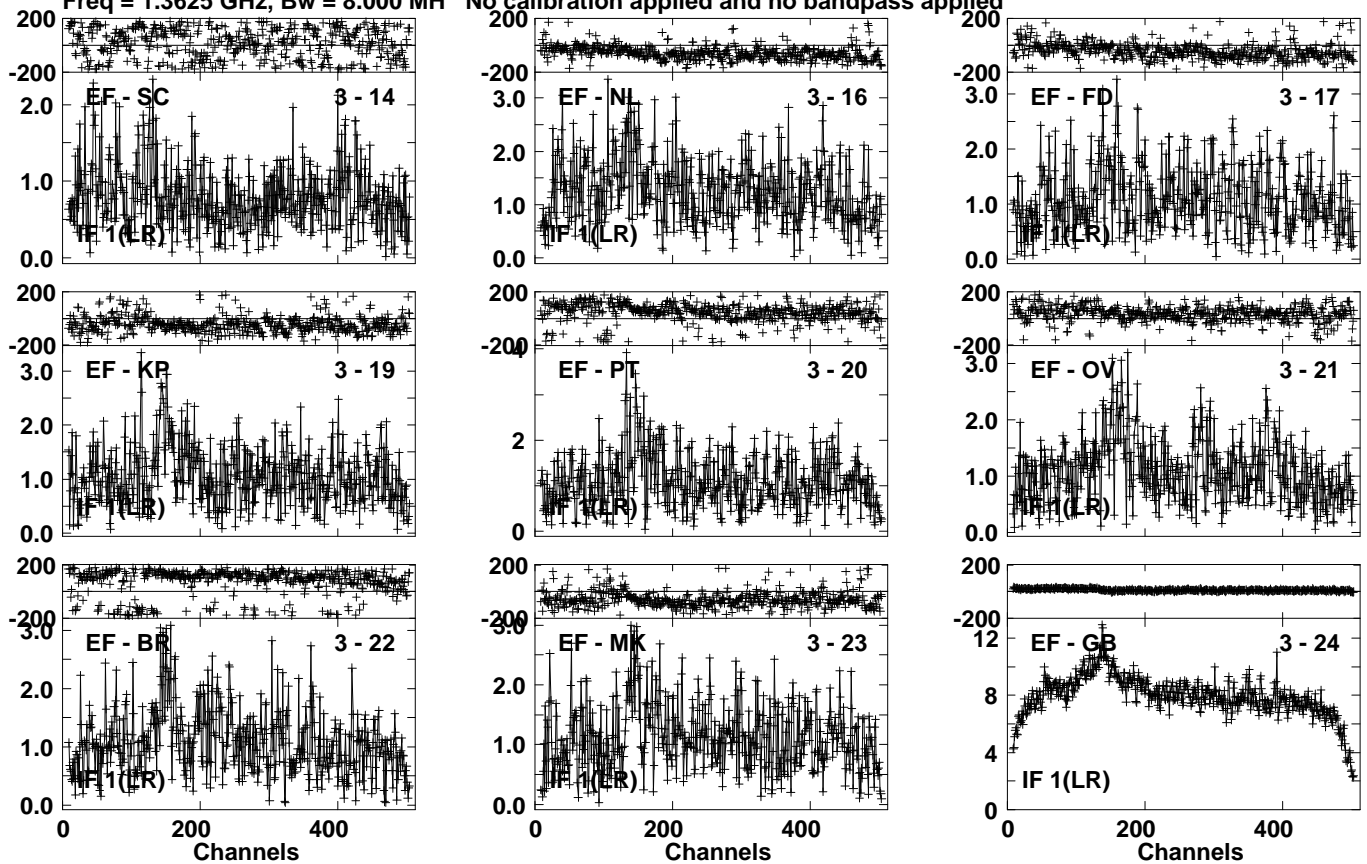 Freq = 1.3625 GHz, Bw = 8.000 MH No calibration applied and no bandpass applied
200 200 200
-200 -200 -200
EF - SC 3 - 14 EF - NL 3 - 16 EF - FD 3 - 17
2.0 3.0 3.0
2.0 2.0
1.0 1.0 1.0
IF 1(LR) IF 1(LR) IF 1(LR)
0.0 0.0 0.0
200 200 200
-200 -200 -200
4
EF - KP 3 - 19 EF - PT 3 - 20 EF - OV 3 - 21
3.0 3.0
2.0 2 2.0
1.0 1.0
IF 1(LR) IF 1(LR) IF 1(LR)
0.0 0 0.0
200 200 200
-200 -200 -200
3.0 3.0
EF - BR 3 - 22 EF - MK 3 - 23 EF - GB 3 - 24
12
2.0 2.0 8
1.0 1.0 4
IF 1(LR) IF 1(LR) IF 1(LR)
0.0 0.0 0
0 200 400 0 200 400 0 200 400
Channels Channels Channels